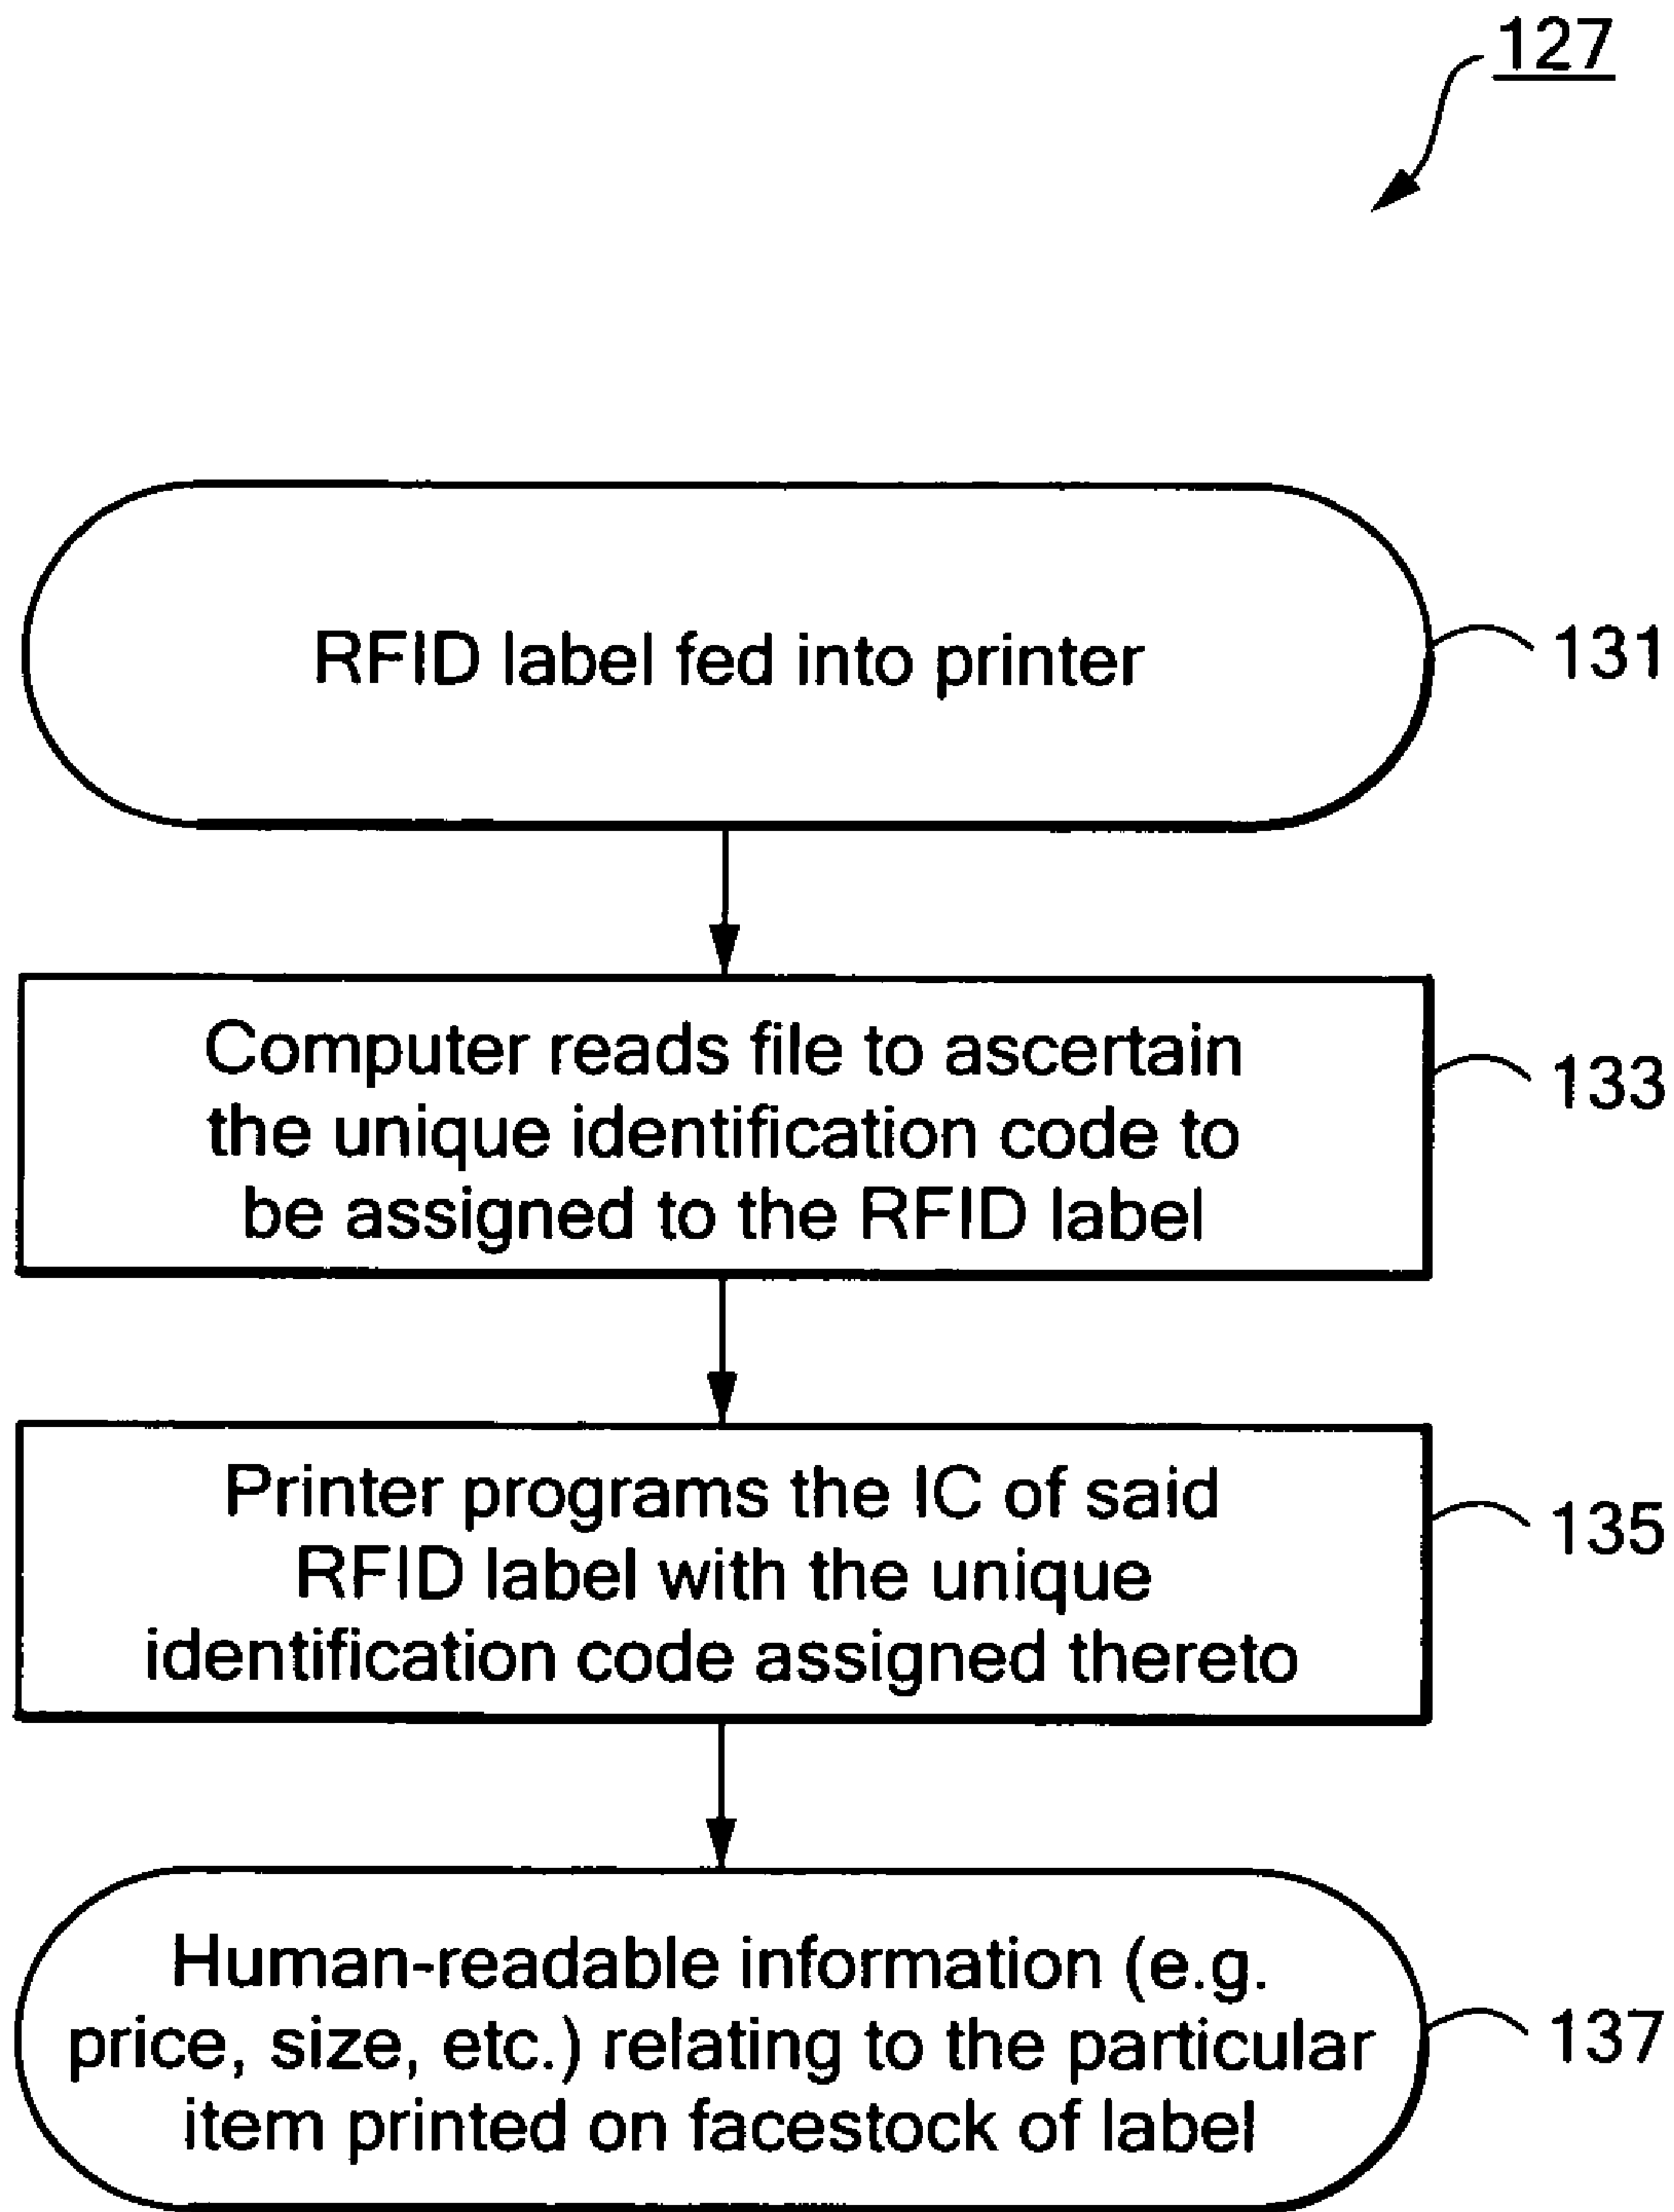 127
RFID label fed into printer
131
Computer reads file to ascertain
the unique identification code to
be assigned to the RFID label
133
Printer programs the IC of said
RFID label with the unique
identification code assigned thereto
135
Human-readable information (e.g.
price, size, etc.) relating to the particular
item printed on facestock of label
137